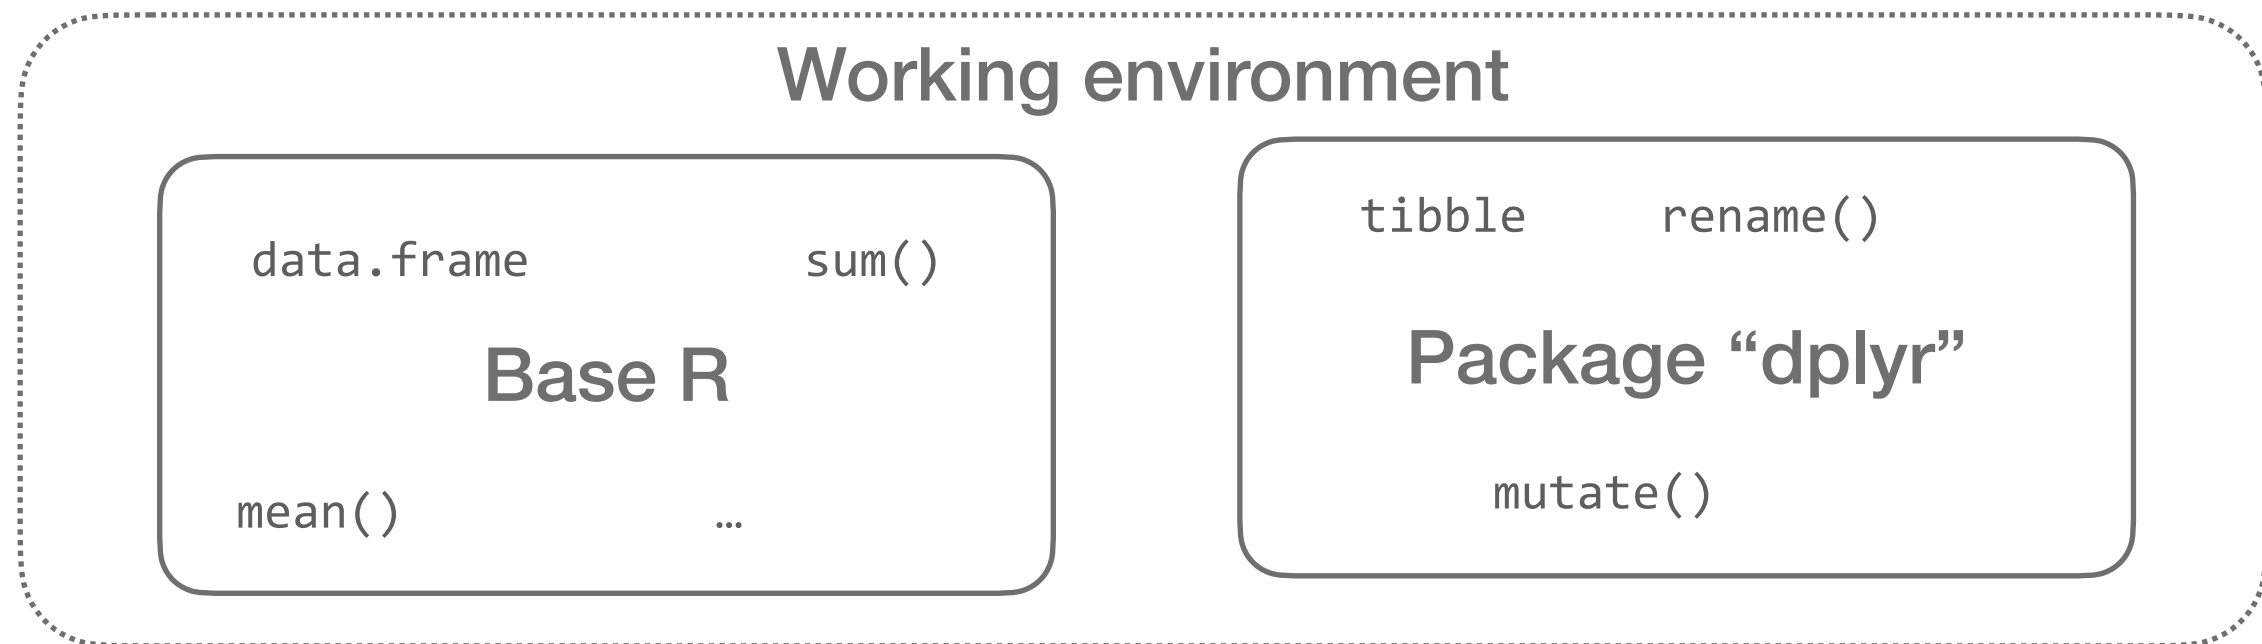 Working environment
data.frame
sum()
Base R
mean()
…
tibble
rename()
Package “dplyr”
mutate()